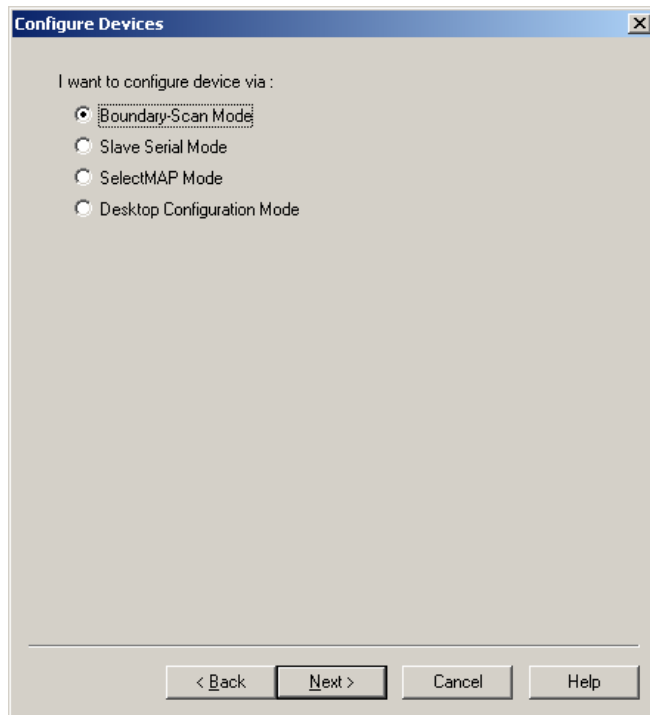 Configure Devices
I want to configure device via :
Boundary-Scan Mode
Slave Serial Mode
SelectMAP Mode
Desktop Configuration Mode
< Back Next > Cancel Help